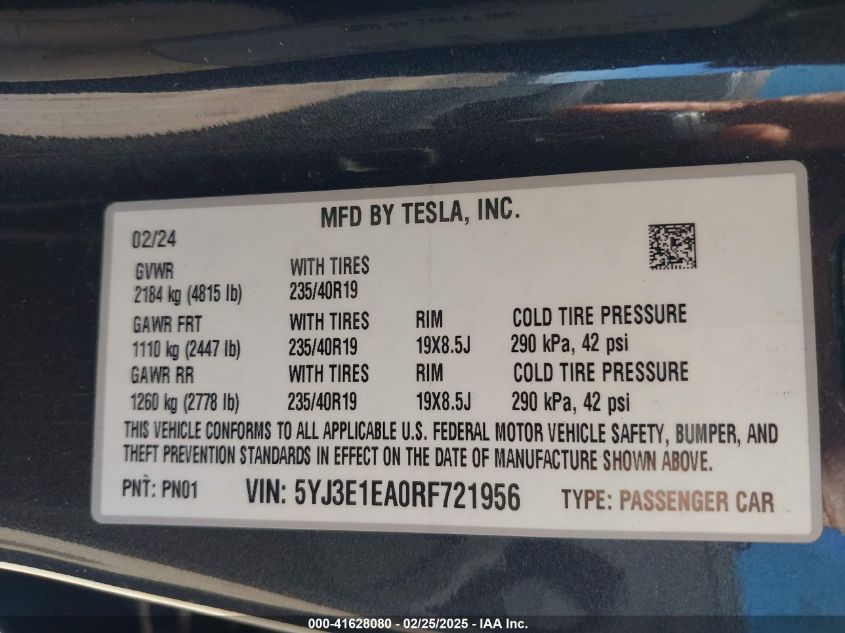 MFD BY TESLA, INC.
02/24
GVWR WITH TIRES
2184 kg (4815 lb) 235/40R19
GAWR FRT WITH TIRES RIM COLD TIRE PRESSURE
1110 kg (2447 lb) 235/40R19 19X8.5J 290 kPa, 42 psi
GAWR RR WITH TIRES RIM COLD TIRE PRESSURE
1260 kg (2778 lb) 235/40R19 19X8.5J 290 kPa, 42 psi
THIS VEHICLE CONFORMS TO ALL APPLICABLE U.S. FEDERAL MOTOR VEHICLE SAFETY, BUMPER, AND
THEFT PREVENTION STANDARDS IN EFFECT ON THE DATE OF MANUFACTURE SHOWN ABOVE.
PNT: PN01 VIN: 5YJ3E1EA0RF721956 TYPE: PASSENGER CAR
000-41628080 - 02/25/2025 - IAA Inc.